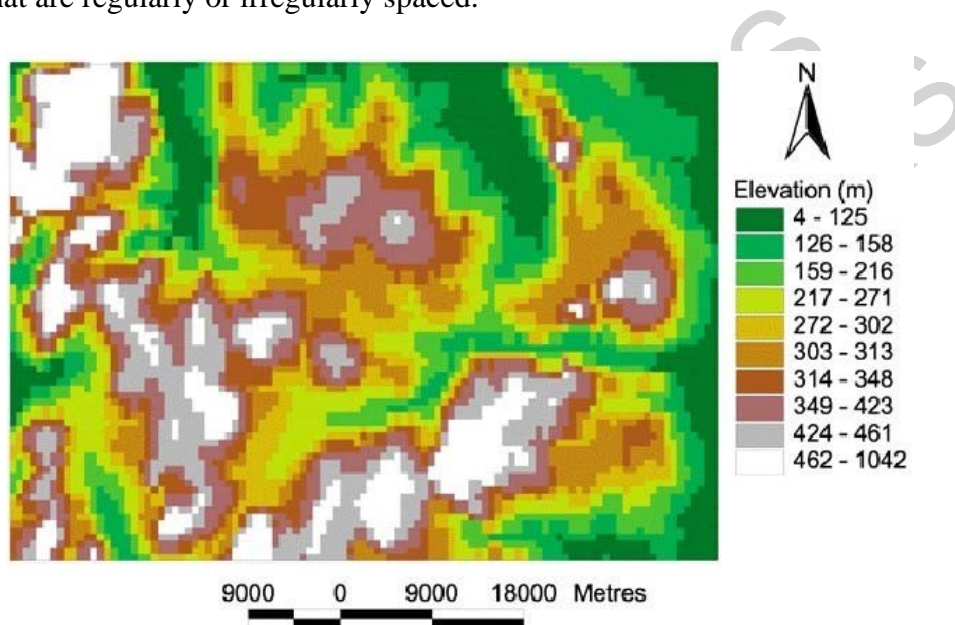 that are regularly or irregularly spaced.
N
Elevation (m)
4 - 125
126 - 158
159 - 216
217 - 271
272 - 302
303 - 313
314 - 348
349 - 423
424 - 461
462 - 1042
9000 0 9000 18000 Metres